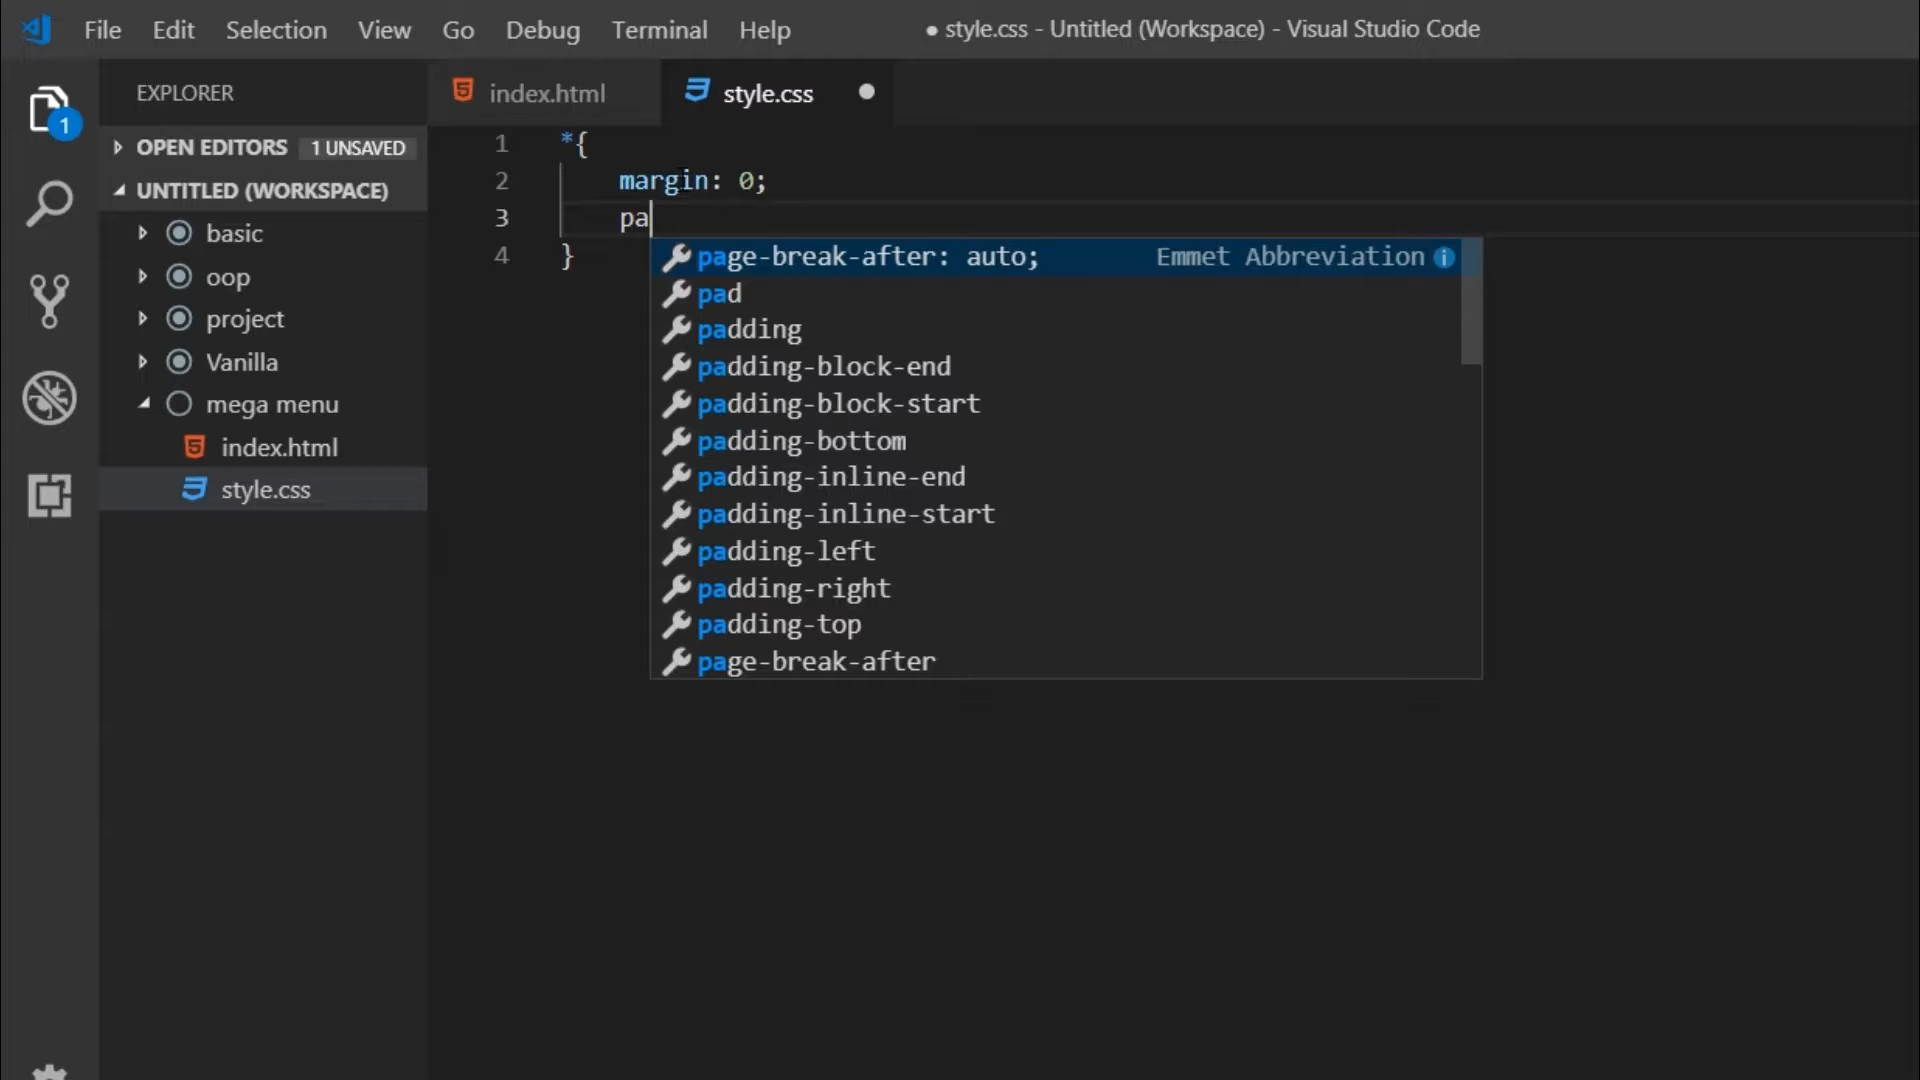 File Edit Selection View Go Debug Terminal Help ● style.css - Untitled (Workspace) - Visual Studio Code
EXPLORER
index.html
style.css
1
OPEN EDITORS 1 UNSAVED
UNTITLED (WORKSPACE)
basic
oop
project
Vanilla
mega menu
index.html
style.css
1 *{
2 margin: 0;
3 pa
4 }
page-break-after: auto; Emmet Abbreviation
pad
padding
padding-block-end
padding-block-start
padding-bottom
padding-inline-end
padding-inline-start
padding-left
padding-right
padding-top
page-break-after